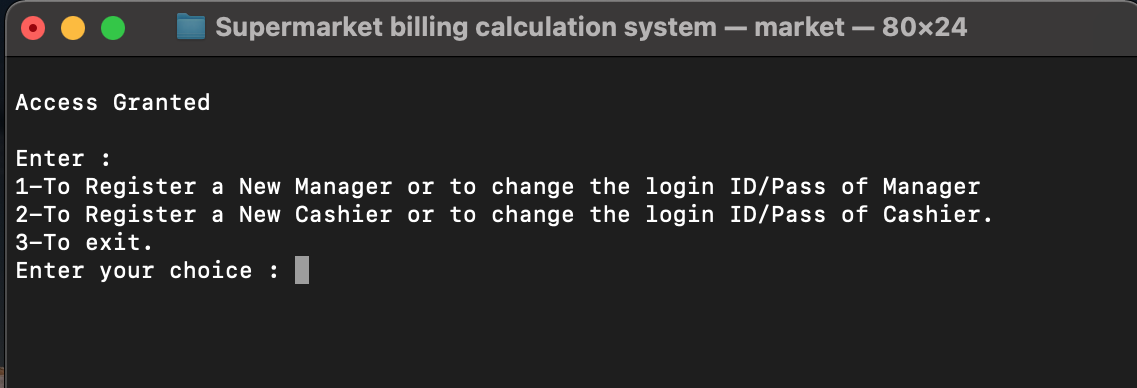 Supermarket billing calculation system — market — 80×24
Access Granted
Enter :
1-To Register a New Manager or to change the login ID/Pass of Manager
2-To Register a New Cashier or to change the login ID/Pass of Cashier.
3-To exit.
Enter your choice :